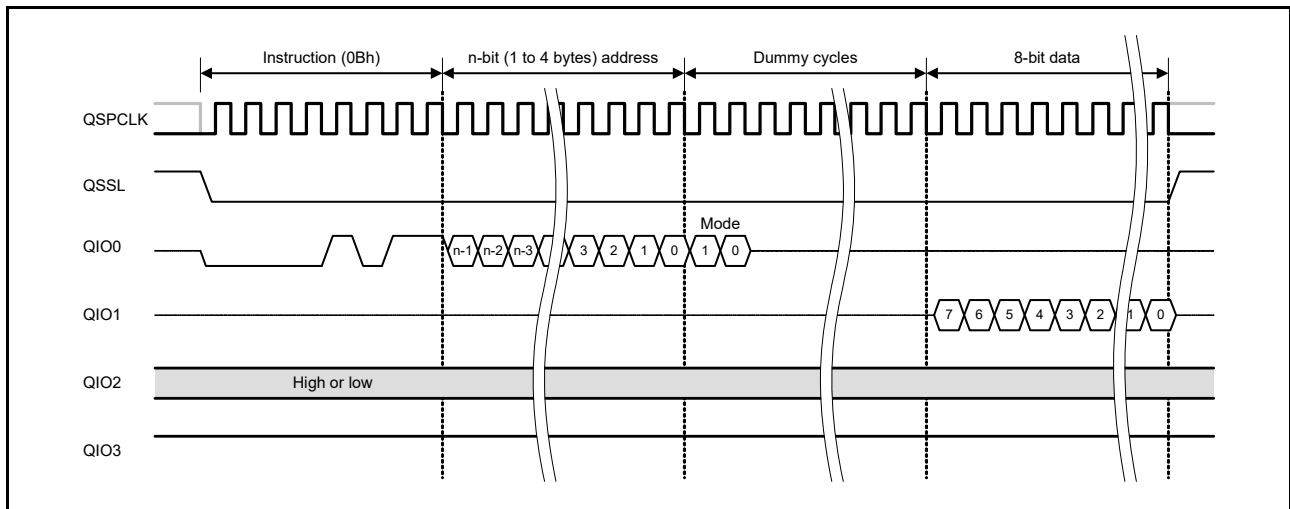 Instruction (0Bh) n-bit (1 to 4 bytes) address Dummy cycles 8-bit data
QSPCLK
QSSL
Mode
QIO0 n-1 n-2 n-3 3 2 1 0 1 0
QIO1 7 6 5 4 3 2 1 0
QIO2 High or low
QIO3